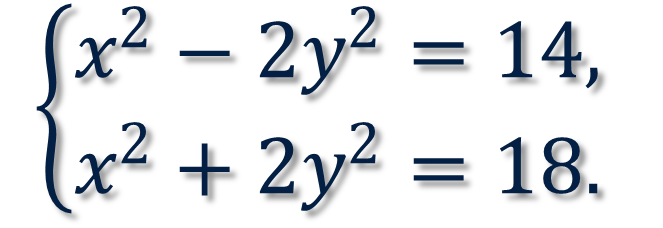 x² − 2y² = 14,
x² + 2y² = 18.